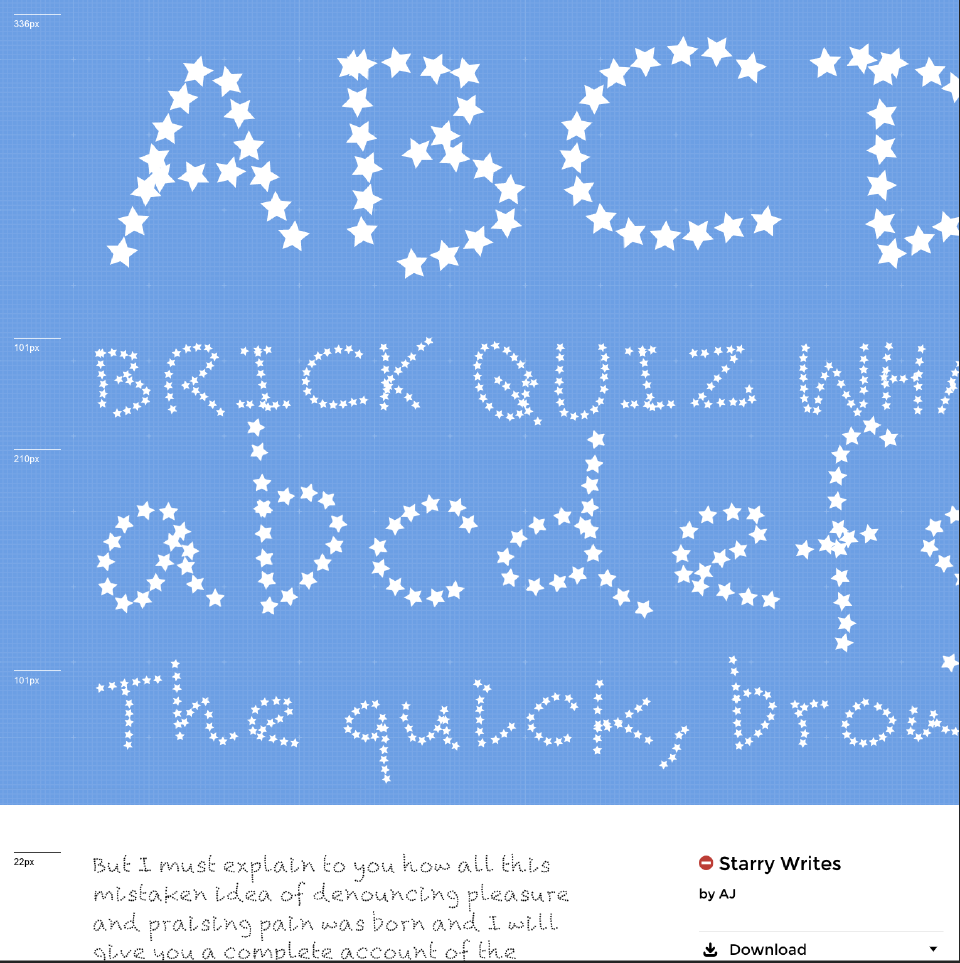 336px
A B C
101px
BRICK QUIZ WHA
210px
a b c d e f
101px
The quick, brow
22px
But I must explain to you how all this
mistaken idea of denouncing pleasure
and praising pain was born and I will
give you a complete account of the
Starry Writes
by AJ
Download